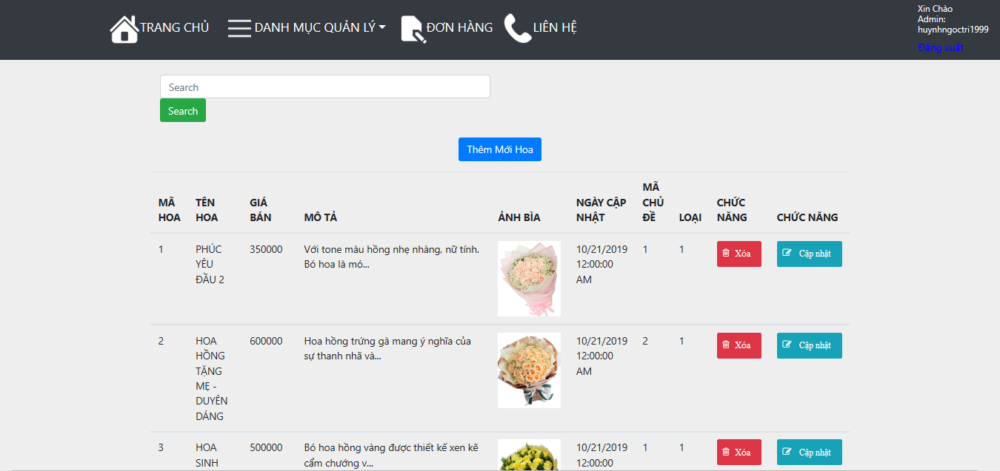 TRANG CHỦ DANH MỤC QUẢN LÝ ĐƠN HÀNG LIÊN HỆ
Xin Chào
Admin:
huynhngoctri1999
Đăng xuất
Search
Search
Thêm Mới Hoa
MÃ HOA TÊN HOA GIÁ BÁN MÔ TẢ ẢNH BÌA NGÀY CẬP NHẬT MÃ CHỦ ĐỀ LOẠI CHỨC NĂNG CHỨC NĂNG
1 PHÚC 350000 Với tone màu hồng nhẹ nhàng, nữ tính. 10/21/2019 1 1 Xóa Cập nhật
YÊU Bó hoa là mó... 12:00:00
ĐẦU 2 AM
2 HOA 600000 Hoa hồng trứng gà mang ý nghĩa của 10/21/2019 2 1 Xóa Cập nhật
HỒNG sự thanh nhã và... 12:00:00
TẶNG AM
MẸ -
DUYÊN
DÁNG
3 HOA 500000 Bó hoa hồng vàng được thiết kế xen kẽ 10/21/2019 1 1 Xóa Cập nhật
SINH cẩm chướng v... 12:00:00